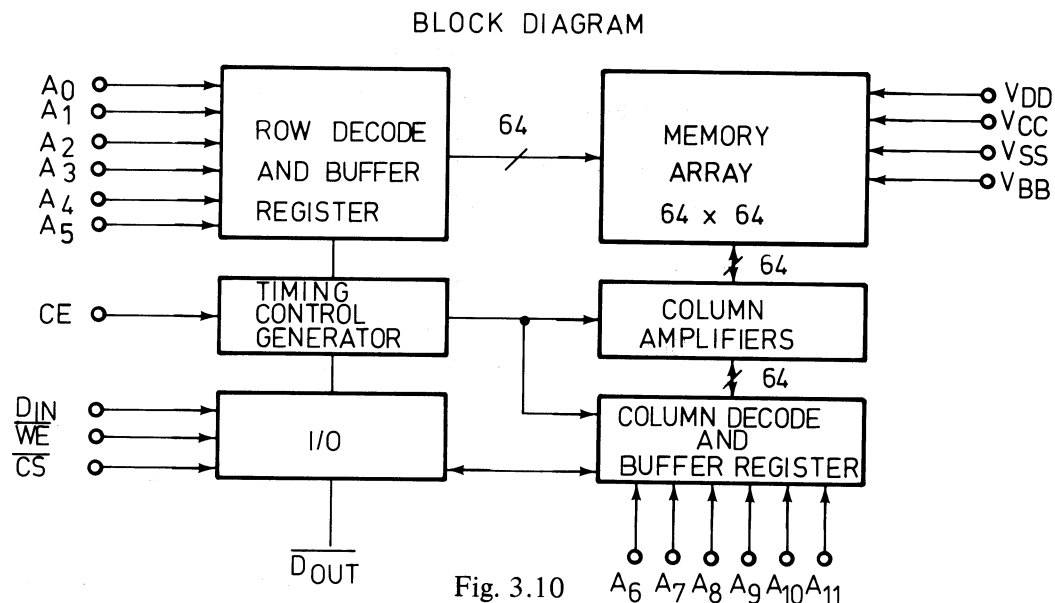 BLOCK DIAGRAM
A0
A1
A2
A3
A4
A5
ROW DECODE
AND BUFFER
REGISTER
64
MEMORY
ARRAY
64 x 64
VDD
VCC
VSS
VBB
64
CE
TIMING
CONTROL
GENERATOR
COLUMN
AMPLIFIERS
64
DIN
WE
CS
I/O
COLUMN DECODE
AND
BUFFER REGISTER
DOUT
A6 A7 A8 A9 A10 A11
Fig. 3.10